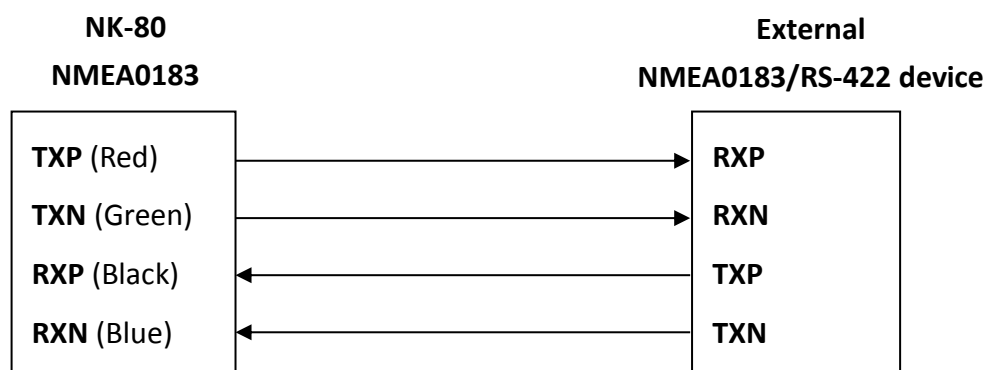 NK-80
NMEA0183
External
NMEA0183/RS-422 device
TXP (Red)
TXN (Green)
RXP (Black)
RXN (Blue)
RXP
RXN
TXP
TXN